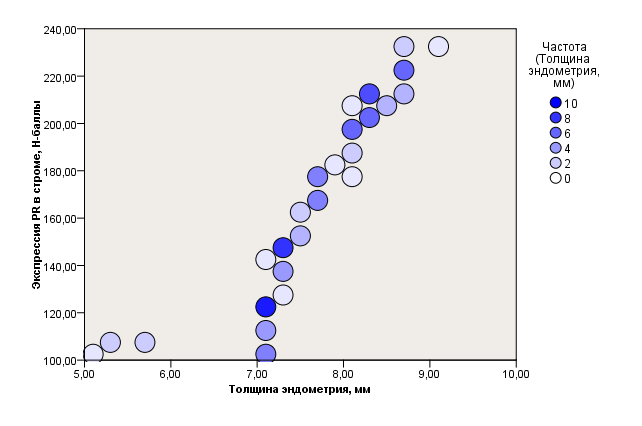 240,00
220,00
200,00
180,00
160,00
140,00
120,00
100,00
Экспрессия PR в строме, Н-баллы
5,00 6,00 7,00 8,00 9,00 10,00
Толщина эндометрия, мм
Частота
(Толщина
эндометрия,
мм)
10
8
6
4
2
0